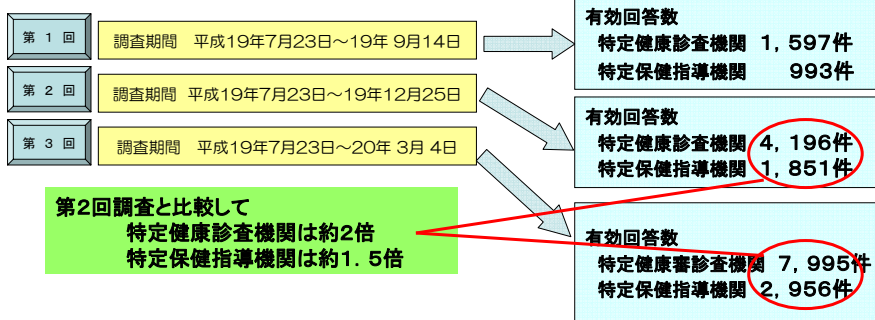 第 1 回
調査期間 平成19年7月23日～19年 9月14日
有効回答数
特定健康診査機関 1, 597件
特定保健指導機関 993件
第 2 回
調査期間 平成19年7月23日～19年12月25日
有効回答数
特定健康診査機関 4, 196件
特定保健指導機関 1, 851件
第 3 回
調査期間 平成19年7月23日～20年 3月 4日
有効回答数
特定健康審診査機関 7, 995件
特定保健指導機関 2, 956件
第2回調査と比較して
特定健康診査機関は約2倍
特定保健指導機関は約1. 5倍